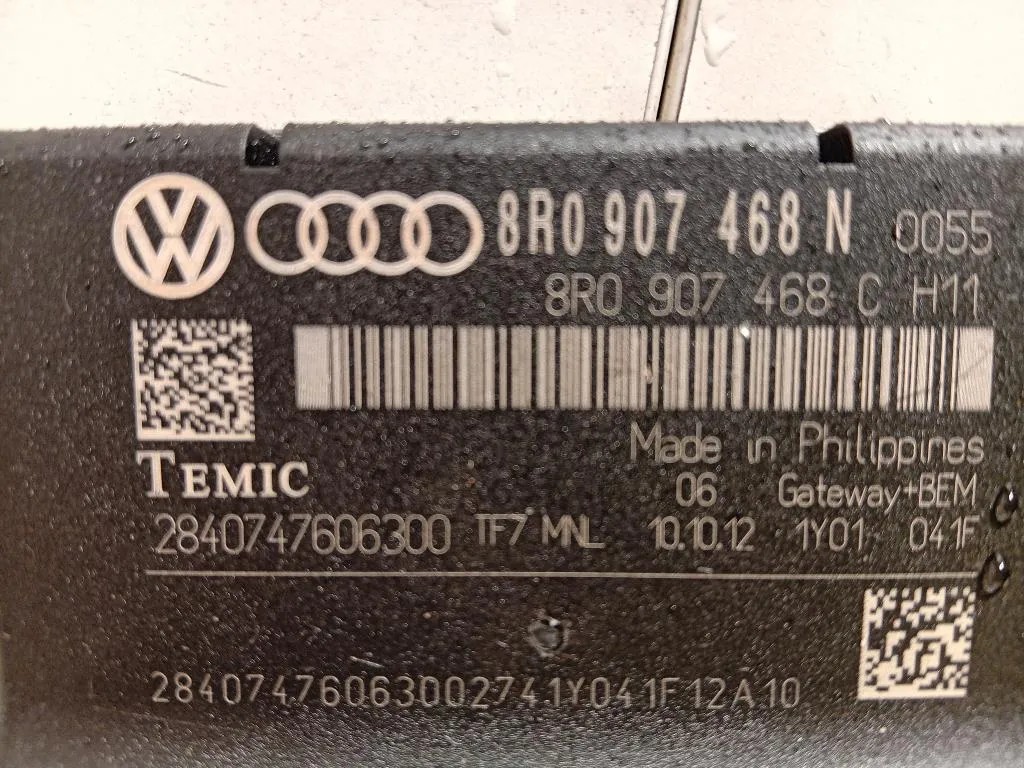 8R0 907 468 N 0055
8R0 907 468 C H11
Made in Philippines
TEMIC
06 Gateway+BEM
2840747606300 TF7 MNL 10.10.12 1Y01 041F
28407476063002741Y041F12A10